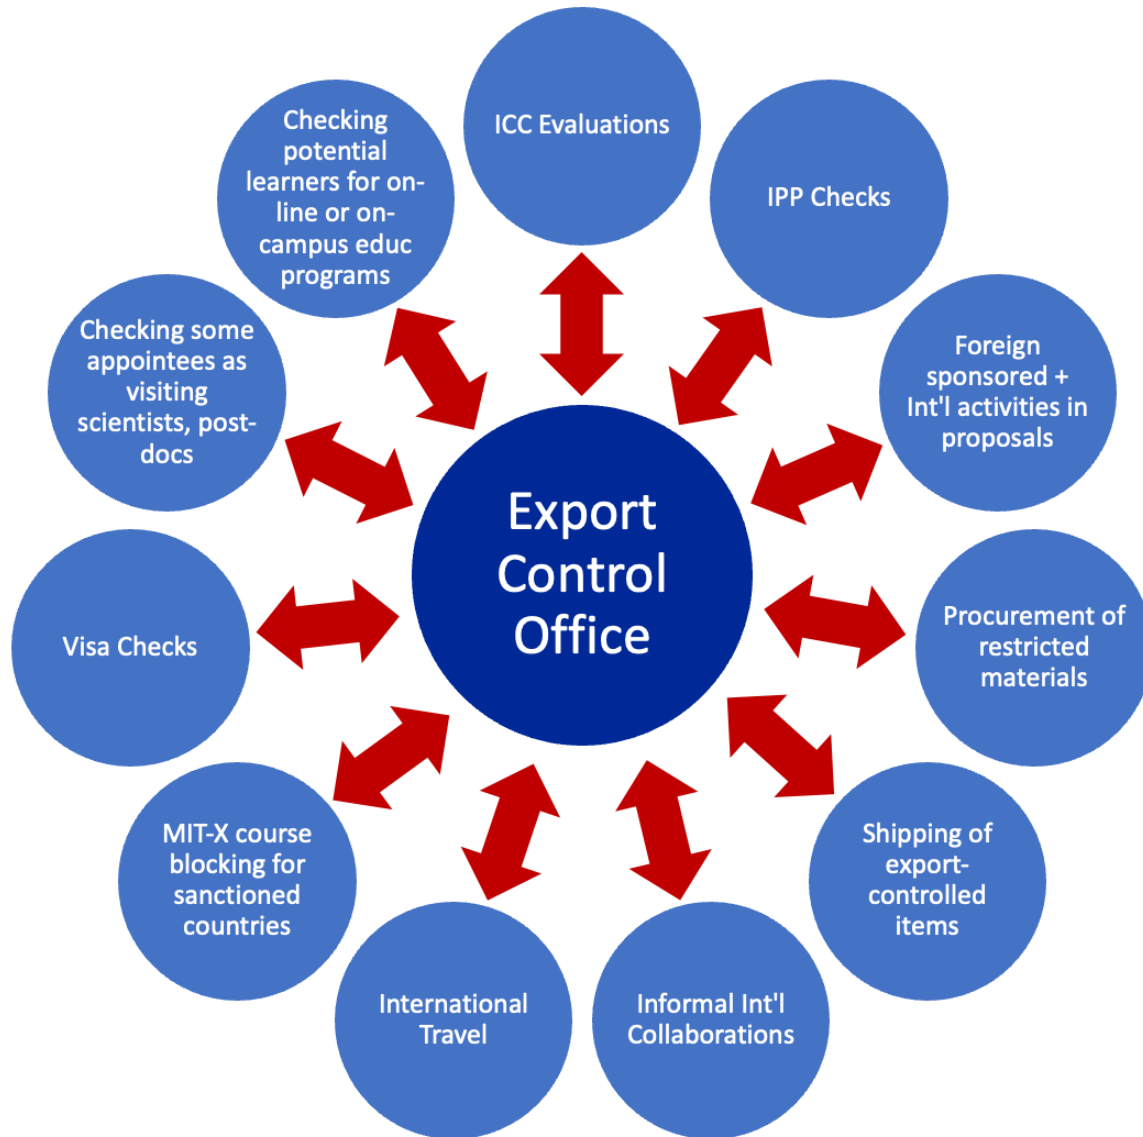 ICC Evaluations
IPP Checks
Foreign
sponsored +
Int'l activities in
proposals
Procurement of
restricted
materials
Shipping of
export-
controlled
items
Informal Int'l
Collaborations
International
Travel
MIT-X course
blocking for
sanctioned
countries
Visa Checks
Checking some
appointees as
visiting
scientists, post-
docs
Checking
potential
learners for on-
line or on-
campus educ
programs
Export
Control
Office